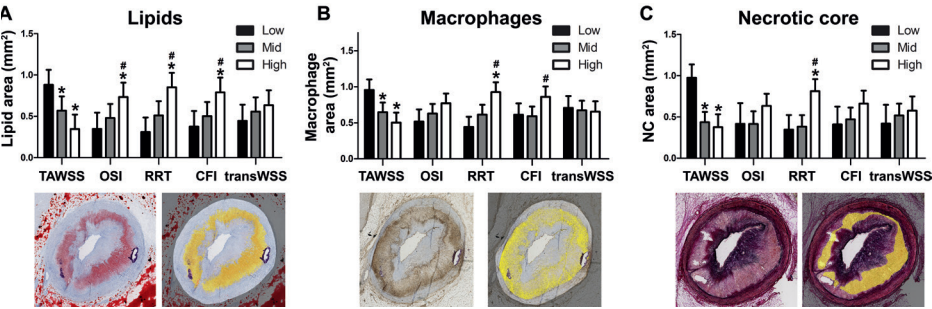 A Lipids
Low
Mid
High
Lipid area (mm²)
1.5
1.0
0.5
0.0
# * # * # *
* *
TAWSS OSI RRT CFI transWSS
B Macrophages
Low
Mid
High
Macrophage
area (mm²)
1.5
1.0
0.5
0.0
# * #
* *
TAWSS OSI RRT CFI transWSS
C Necrotic core
Low
Mid
High
NC area (mm²)
1.5
1.0
0.5
0.0
# *
* *
TAWSS OSI RRT CFI transWSS